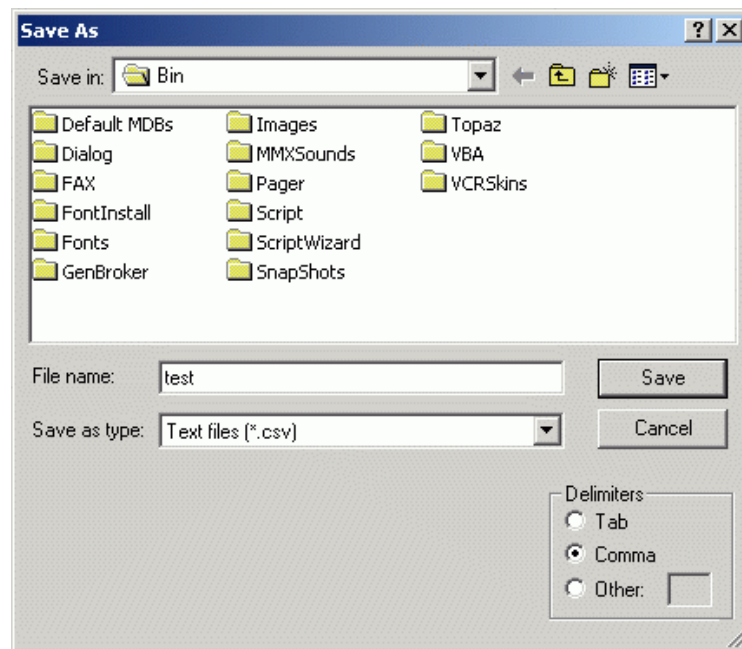 Save As
Save in: Bin
Default MDBs Images Topaz
Dialog MMXSounds VBA
FAX Pager VCRSkins
FontInstall Script
Fonts ScriptWizard
GenBroker SnapShots
File name: test Save
Save as type: Text files (*.csv) Cancel
Delimiters
Tab
Comma
Other: